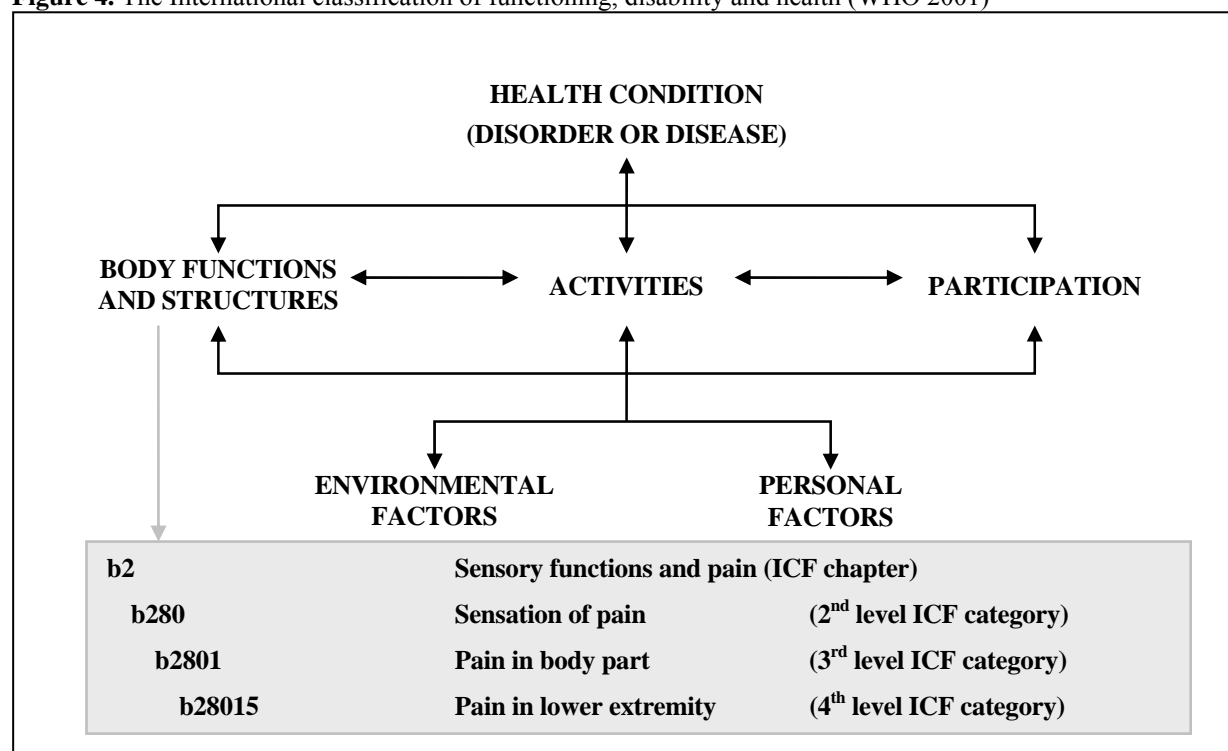 Figure 4. The International classification of functioning, disability and health (WHO 2001)
HEALTH CONDITION
(DISORDER OR DISEASE)
BODY FUNCTIONS
AND STRUCTURES
ACTIVITIES
PARTICIPATION
ENVIRONMENTAL
FACTORS
PERSONAL
FACTORS
b2 Sensory functions and pain (ICF chapter)
b280 Sensation of pain (2nd level ICF category)
b2801 Pain in body part (3rd level ICF category)
b28015 Pain in lower extremity (4th level ICF category)